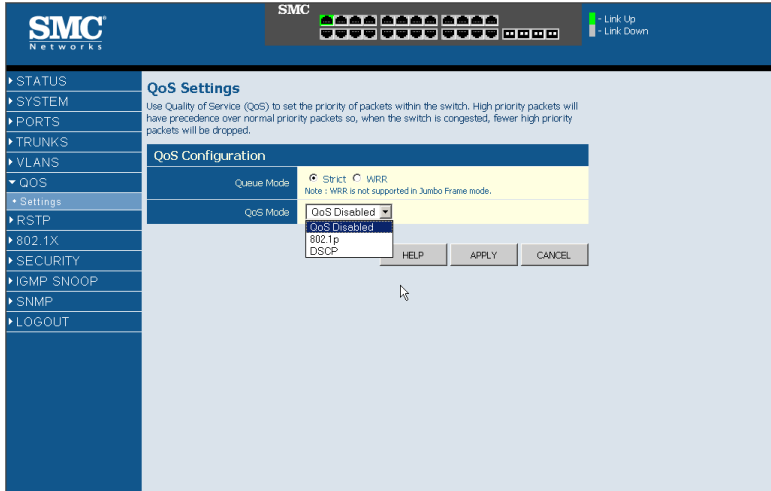 SMC
SMC
Networks
- Link Up
- Link Down
STATUS
SYSTEM
PORTS
TRUNKS
VLANS
QOS
Settings
RSTP
802.1X
SECURITY
IGMP SNOOP
SNMP
LOGOUT
QoS Settings
Use Quality of Service (QoS) to set the priority of packets within the switch. High priority packets will
have precedence over normal priority packets so, when the switch is congested, fewer high priority
packets will be dropped.
QoS Configuration
Queue Mode
Strict WRR
Note : WRR is not supported in Jumbo Frame mode.
QoS Mode
QoS Disabled
QoS Disabled
802.1p
DSCP
HELP APPLY CANCEL